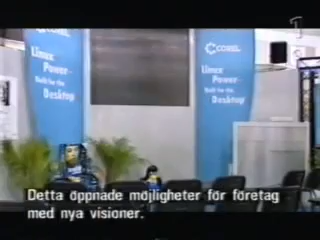 COREL
Linux
Power
Built for the
Desktop
COREL
Linux
Power
Built for the
Desktop
Detta öppnade möjligheter för företag
med nya visioner.